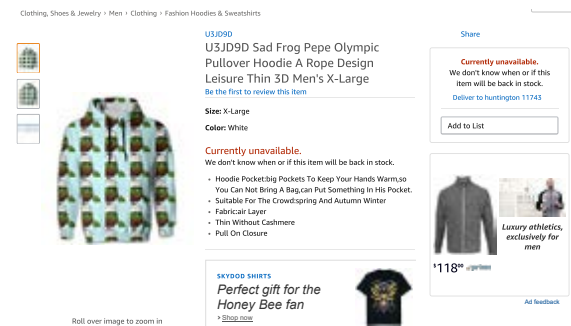 Clothing, Shoes & Jewelry › Men › Clothing › Fashion Hoodies & Sweatshirts
U3JD9D
U3JD9D Sad Frog Pepe Olympic
Pullover Hoodie A Rope Design
Leisure Thin 3D Men's X-Large
Be the first to review this item
Size: X-Large
Color: White
Currently unavailable.
We don't know when or if this item will be back in stock.
• Hoodie Pocket:big Pockets To Keep Your Hands Warm,so
You Can Not Bring A Bag,can Put Something In His Pocket.
• Suitable For The Crowd:spring And Autumn Winter
• Fabric:air Layer
• Thin Without Cashmere
• Pull On Closure
SKYDOD SHIRTS
Perfect gift for the
Honey Bee fan
› Shop now
Roll over image to zoom in
Share
Currently unavailable.
We don't know when or if this
item will be back in stock.
Deliver to huntington 11743
Add to List
Luxury athletics,
exclusively for
men
$118⁰⁰
Ad feedback